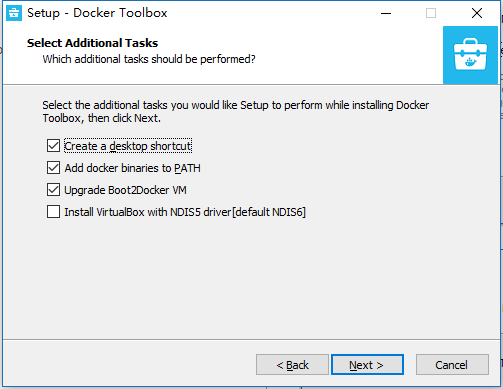 Setup - Docker Toolbox
Select Additional Tasks
Which additional tasks should be performed?
Select the additional tasks you would like Setup to perform while installing Docker
Toolbox, then click Next.
Create a desktop shortcut
Add docker binaries to PATH
Upgrade Boot2Docker VM
Install VirtualBox with NDIS5 driver[default NDIS6]
< Back
Next >
Cancel